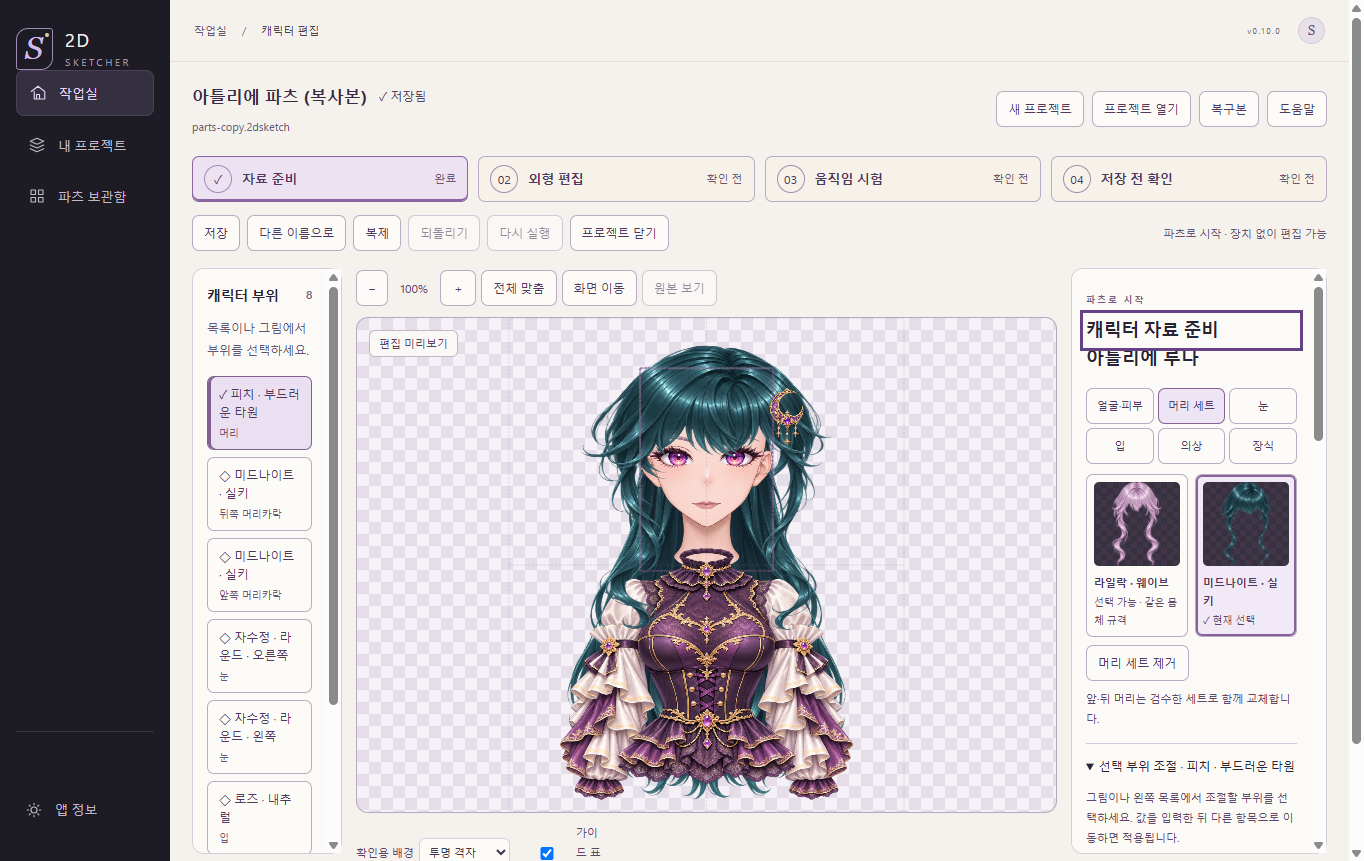 2D
SKETCHER
작업실
내 프로젝트
파츠 보관함
앱 정보
작업실 / 캐릭터 편집
v0.10.0
S
아틀리에 파츠 (복사본) ✓ 저장됨
parts-copy.2dsketch
새 프로젝트
프로젝트 열기
복구본
도움말
✓ 자료 준비 완료
02 외형 편집 확인 전
03 움직임 시험 확인 전
04 저장 전 확인 확인 전
저장
다른 이름으로
복제
되돌리기
다시 실행
프로젝트 닫기
파츠로 시작 · 장치 없이 편집 가능
캐릭터 부위 8
목록이나 그림에서
부위를 선택하세요.
✓ 피치 · 부드러
운 타원
머리
◇ 미드나이트
· 실키
뒤쪽 머리카락
◇ 미드나이트
· 실키
앞쪽 머리카락
◇ 자수정 · 라
운드 · 오른쪽
눈
◇ 자수정 · 라
운드 · 왼쪽
눈
◇ 로즈 · 내추
럴
입
−
100%
+
전체 맞춤
화면 이동
원본 보기
편집 미리보기
확인용 배경
투명 격자
가이
드 표
파츠로 시작
캐릭터 자료 준비
아틀리에 루나
얼굴·피부
머리 세트
눈
입
의상
장식
라일락 · 웨이브
선택 가능 · 같은 몸
체 규격
미드나이트 · 실
키
✓ 현재 선택
머리 세트 제거
앞·뒤 머리는 검수한 세트로 함께 교체합니
다.
▼ 선택 부위 조절 · 피치 · 부드러운 타원
그림이나 왼쪽 목록에서 조절할 부위를 선
택하세요. 값을 입력한 뒤 다른 항목으로 이
동하면 적용됩니다.